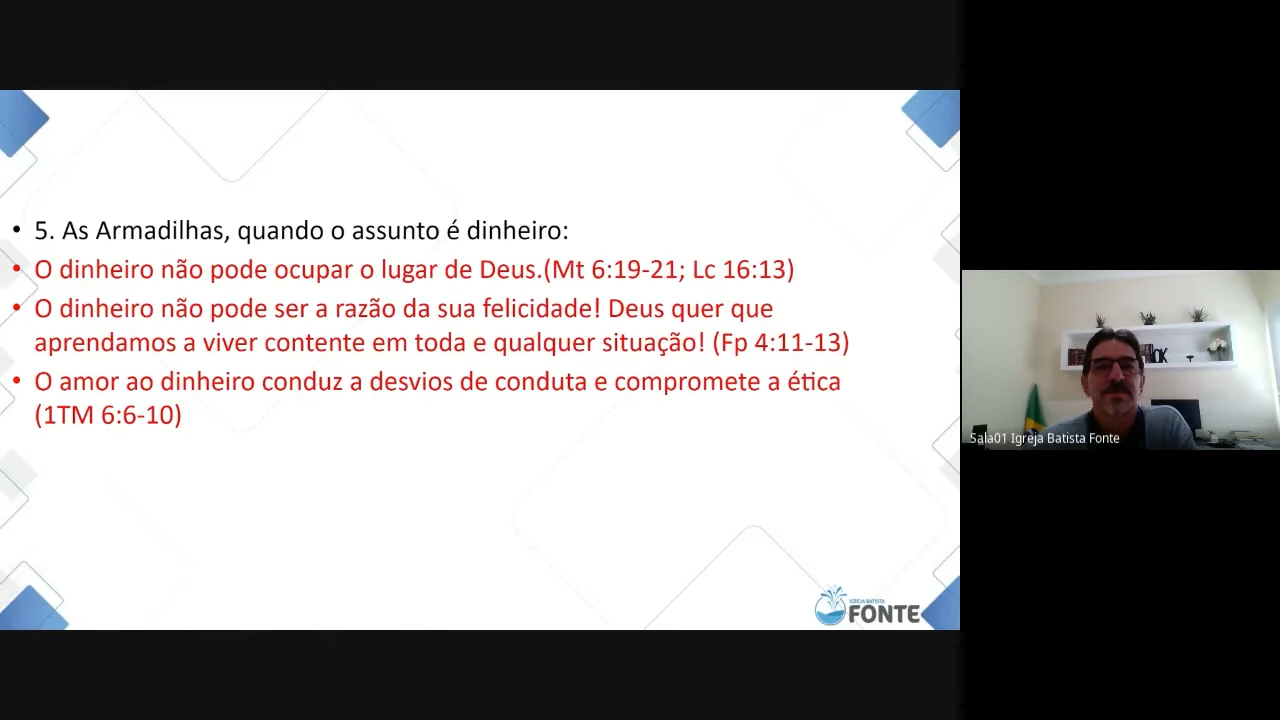 • 5. As Armadilhas, quando o assunto é dinheiro:
• O dinheiro não pode ocupar o lugar de Deus.(Mt 6:19-21; Lc 16:13)
• O dinheiro não pode ser a razão da sua felicidade! Deus quer que
aprendamos a viver contente em toda e qualquer situação! (Fp 4:11-13)
• O amor ao dinheiro conduz a desvios de conduta e compromete a ética
(1TM 6:6-10)
IGREJA BATISTA
FONTE
Sala01 Igreja Batista Fonte